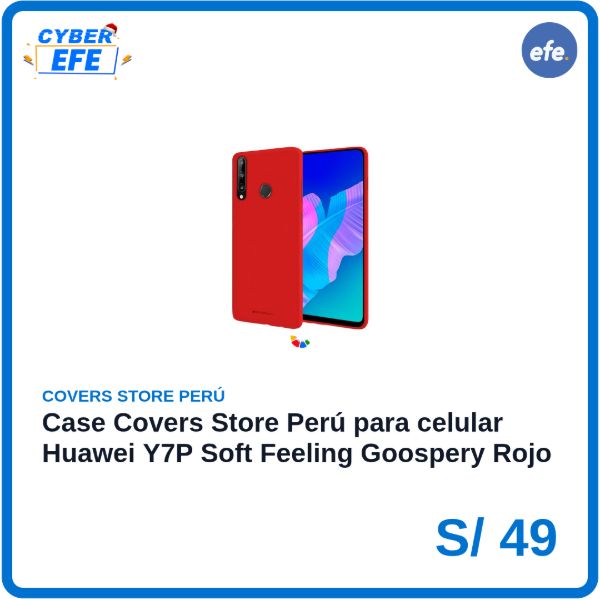 CYBER
EFE
efe.
COVERS STORE PERÚ
Case Covers Store Perú para celular
Huawei Y7P Soft Feeling Goospery Rojo
S/ 49